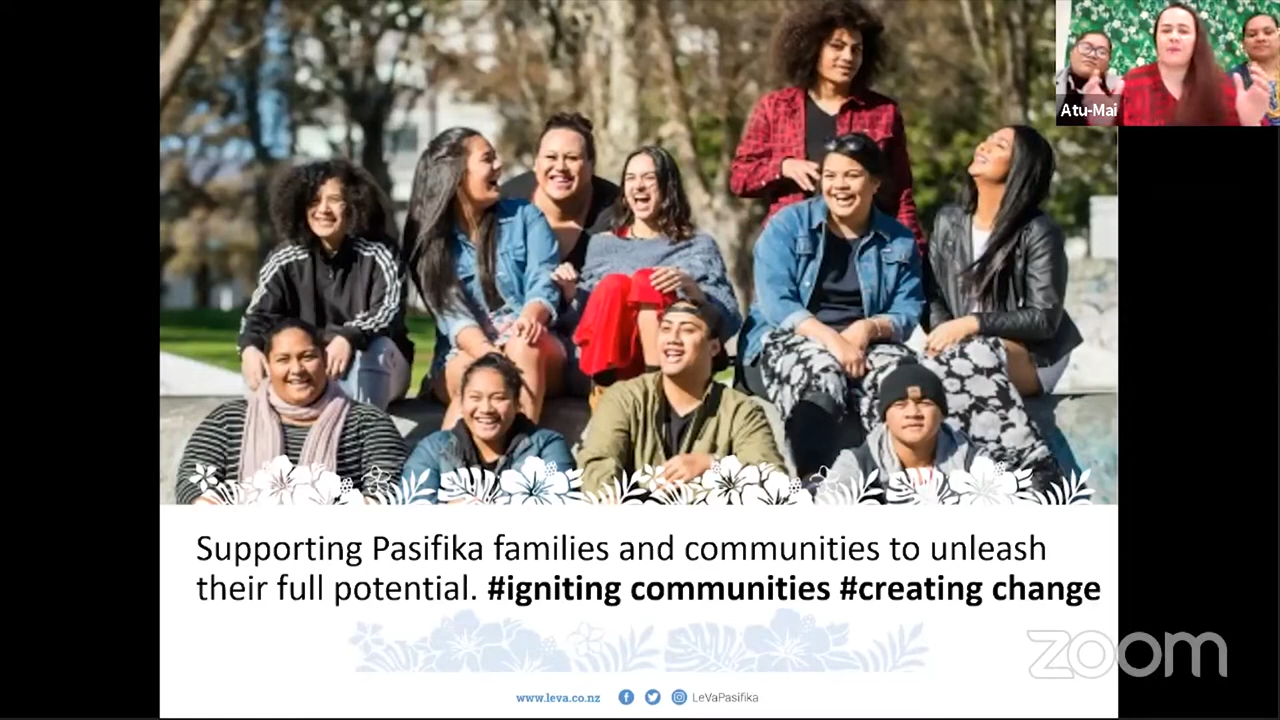 Atu-Mai
Supporting Pasifika families and communities to unleash
their full potential. #igniting communities #creating change
zoom
www.leva.co.nz LeVaPasifika